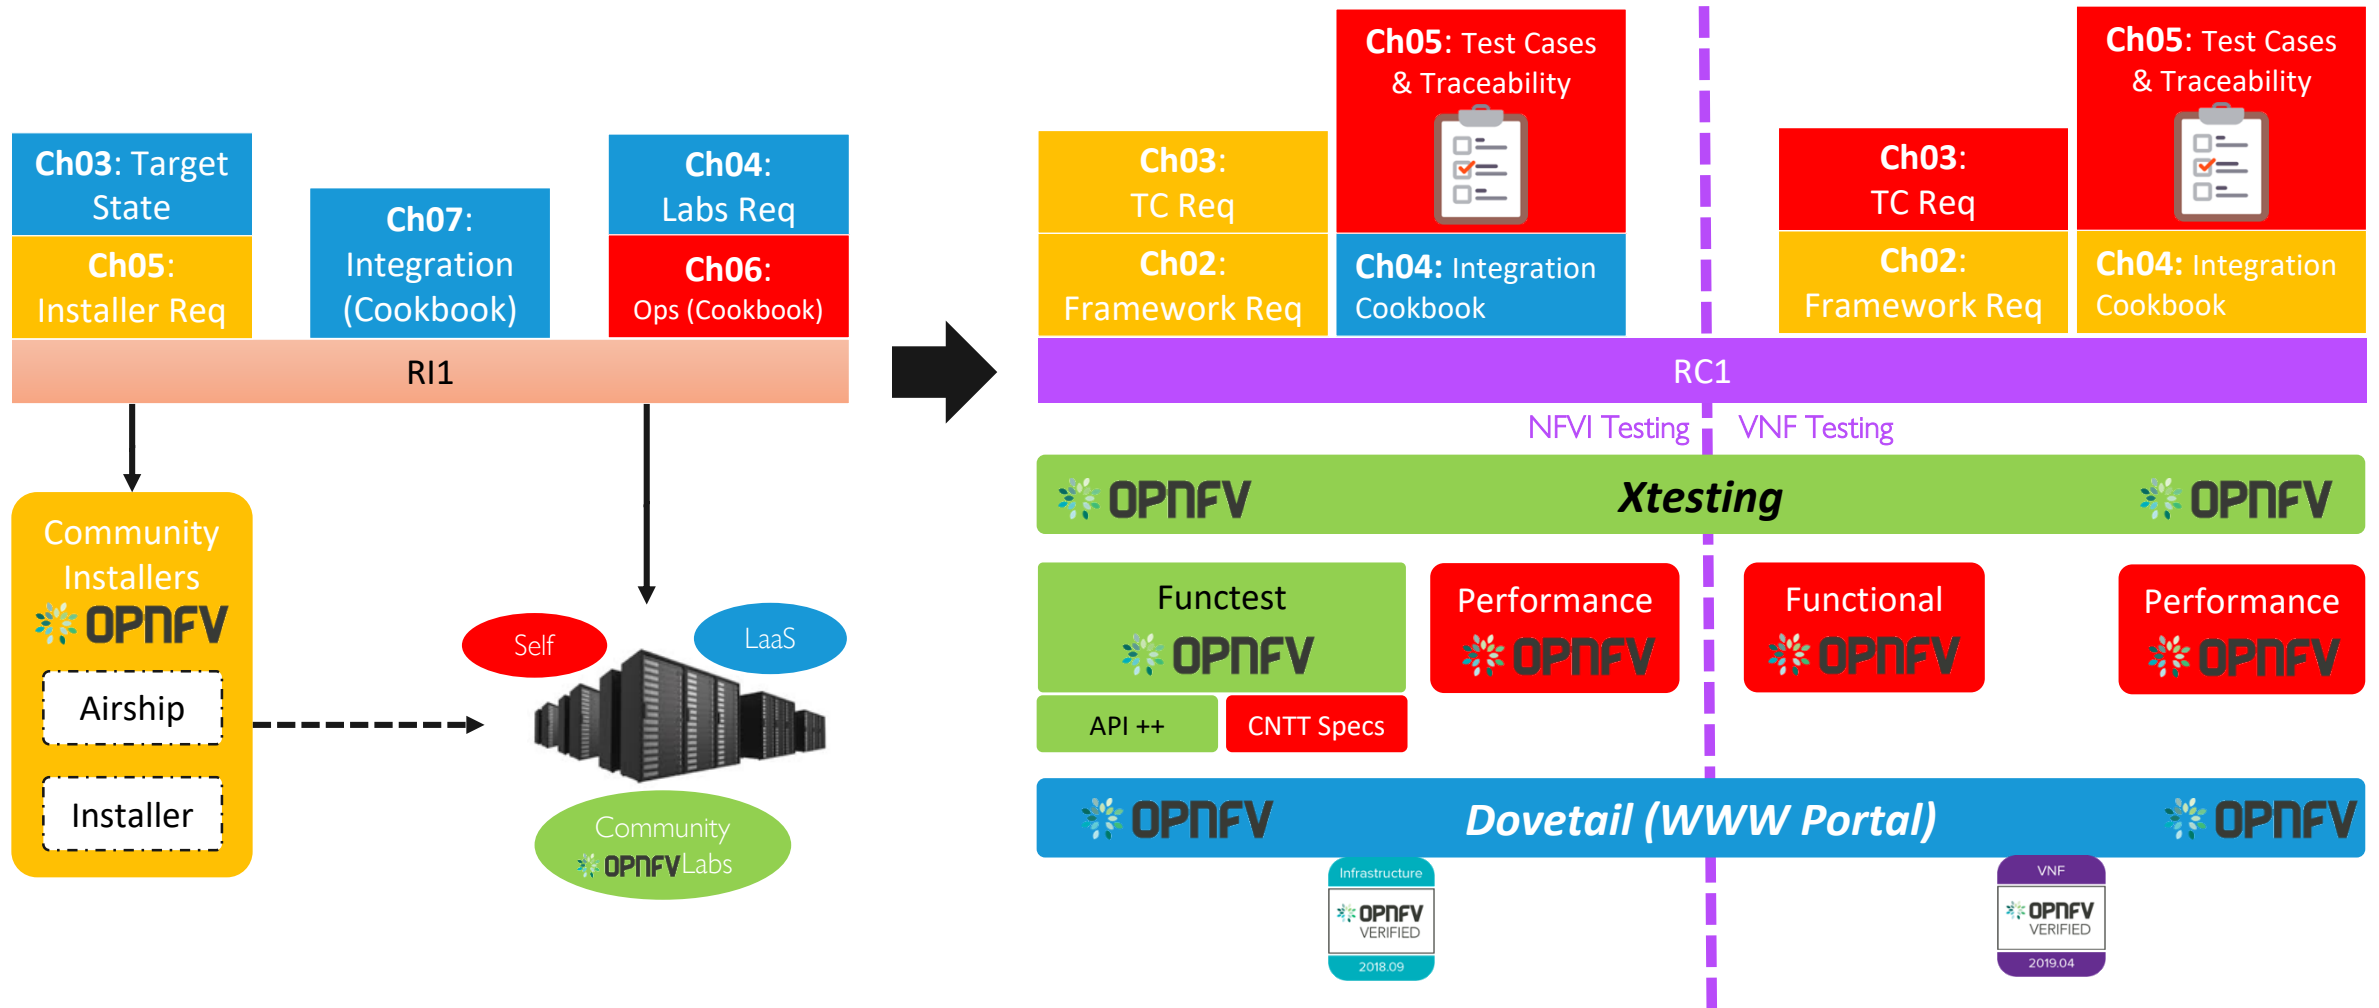 Ch03: Target
State
Ch05:
Installer Req
Ch07:
Integration
(Cookbook)
Ch04:
Labs Req
Ch06:
Ops (Cookbook)
RI1
Community
Installers
OPNFV
Airship
Installer
Self
LaaS
Community
OPNFV Labs
Ch03:
TC Req
Ch02:
Framework Req
Ch05: Test Cases
& Traceability
Ch04: Integration
Cookbook
Ch03:
TC Req
Ch02:
Framework Req
Ch05: Test Cases
& Traceability
Ch04: Integration
Cookbook
RC1
NFVI Testing
VNF Testing
OPNFV
Xtesting
OPNFV
Functest
OPNFV
API ++
CNTT Specs
Performance
OPNFV
Functional
OPNFV
Performance
OPNFV
OPNFV
Dovetail (WWW Portal)
OPNFV
Infrastructure
OPNFV
VERIFIED
2018.09
VNF
OPNFV
VERIFIED
2019.04